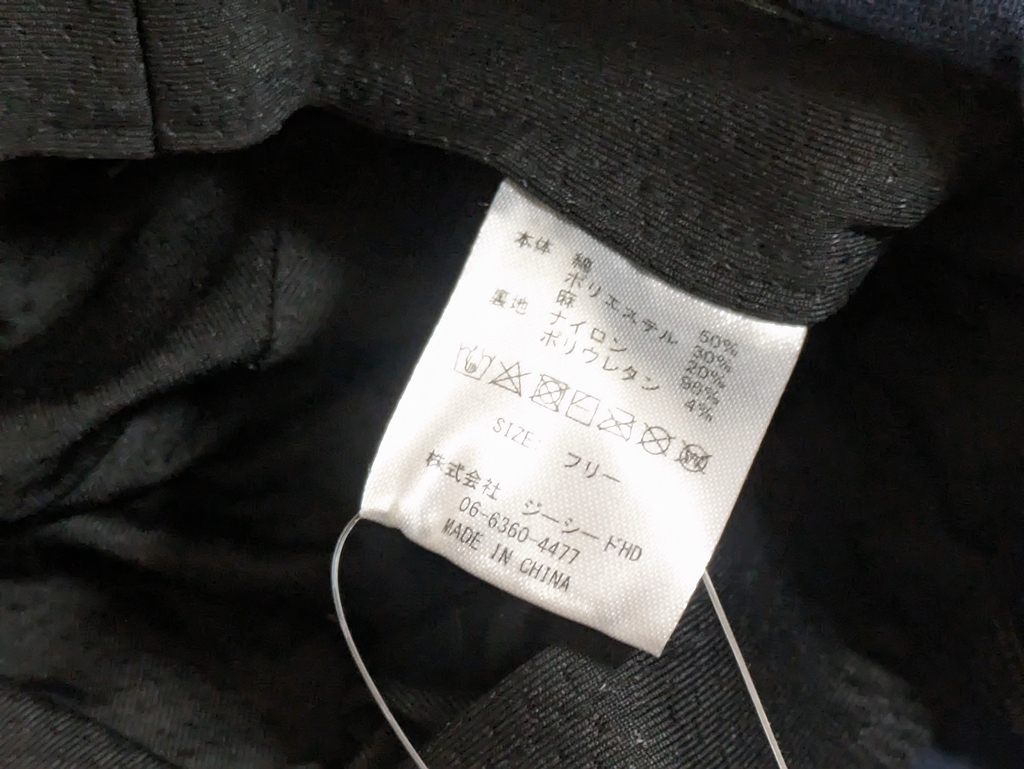 本体 綿 50%
ポリエステル 30%
麻 20%
裏地 ナイロン 96%
ポリウレタン 4%
SIZE: フリー
株式会社 ジーシードHD
06-6360-4477
MADE IN CHINA